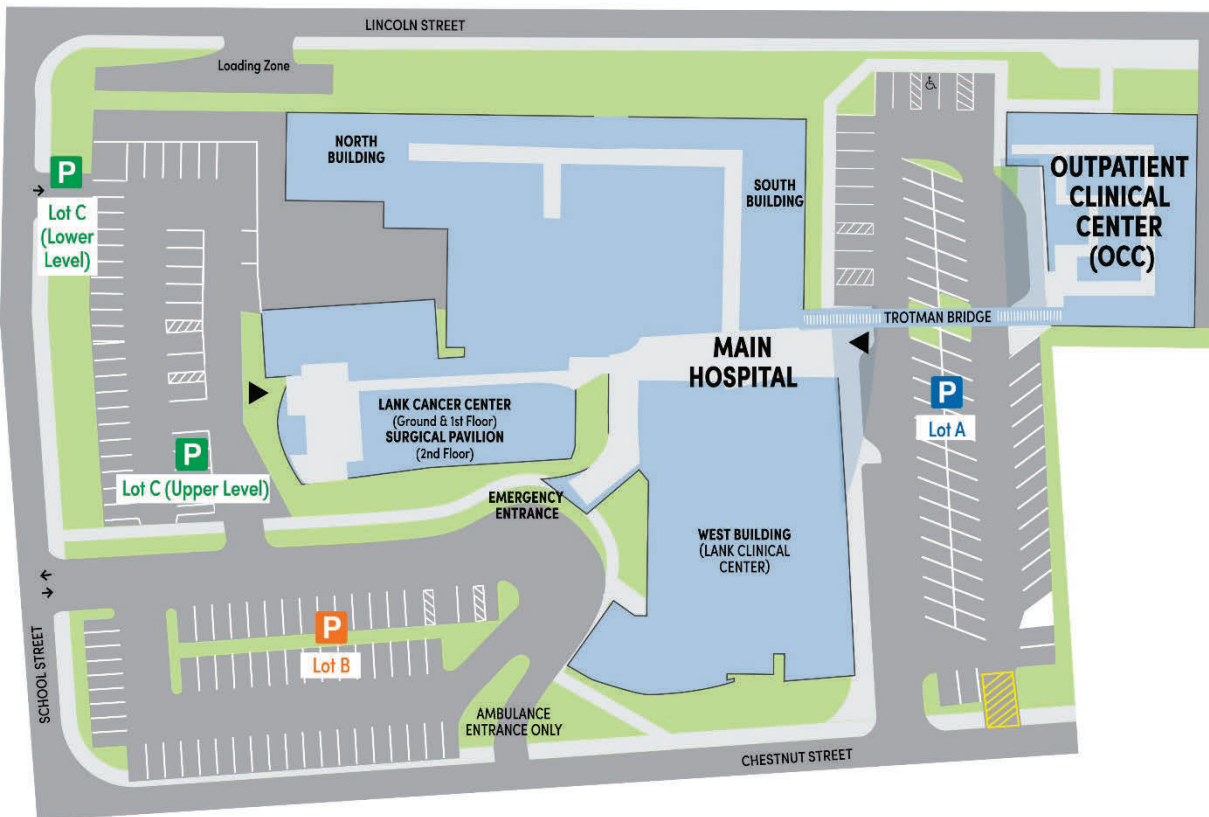 LINCOLN STREET
Loading Zone
NORTH
BUILDING
SOUTH
BUILDING
OUTPATIENT
CLINICAL
CENTER
(OCC)
P
Lot C
(Lower
Level)
TROTMAN BRIDGE
MAIN
HOSPITAL
P
Lot A
LANK CANCER CENTER
(Ground & 1st Floor)
SURGICAL PAVILION
(2nd Floor)
P
Lot C (Upper Level)
EMERGENCY
ENTRANCE
WEST BUILDING
(LANK CLINICAL
CENTER)
P
Lot B
SCHOOL STREET
AMBULANCE
ENTRANCE ONLY
CHESTNUT STREET